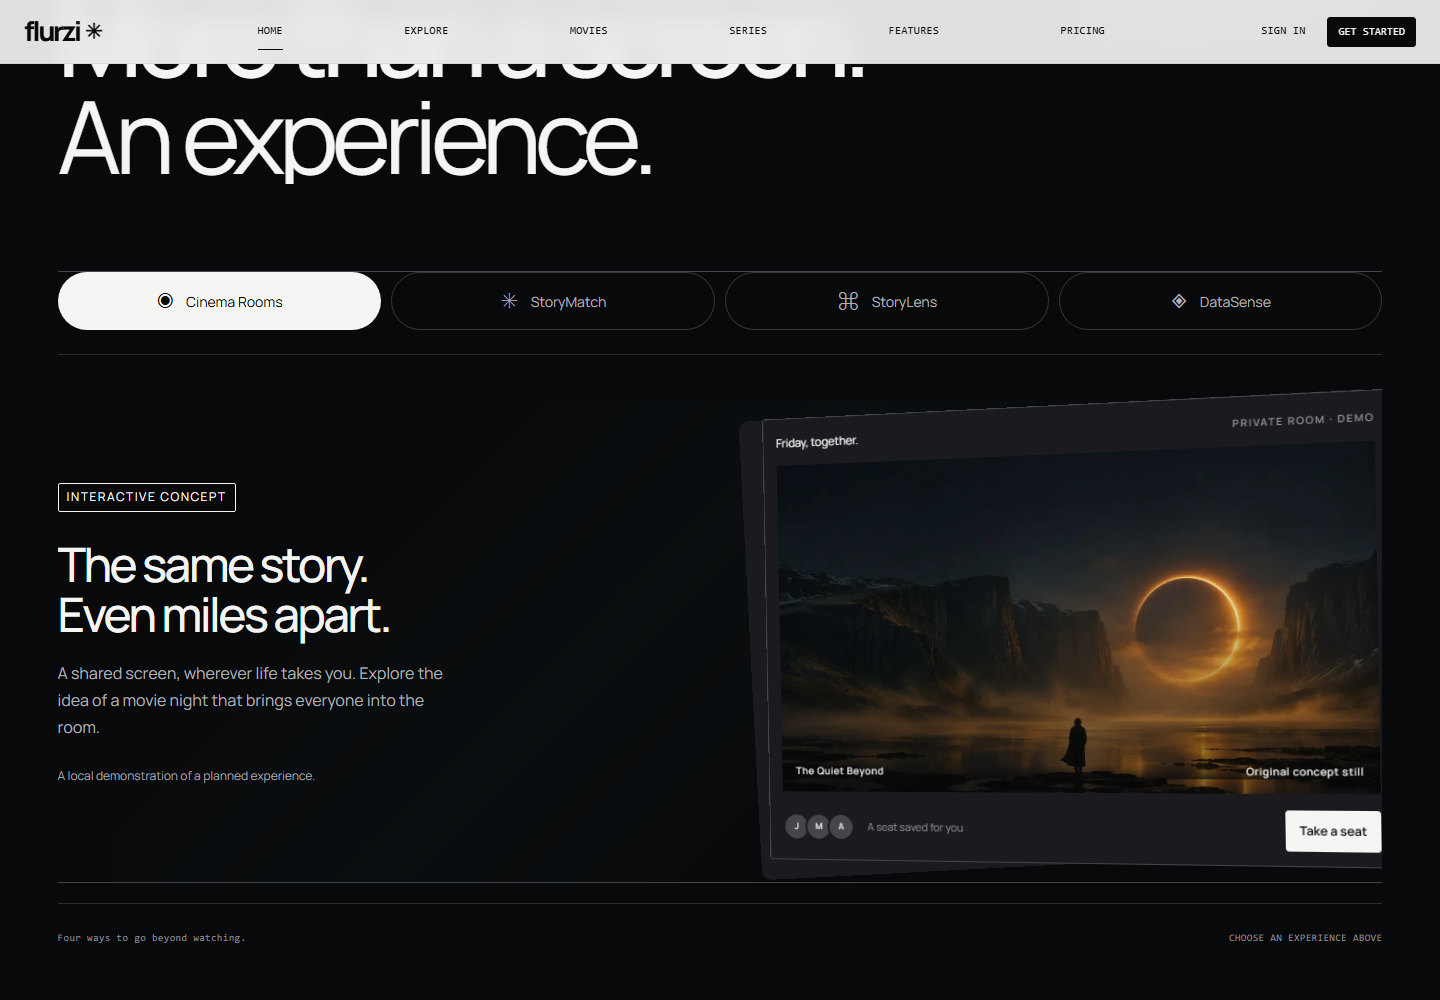 flurzi
HOME
EXPLORE
MOVIES
SERIES
FEATURES
PRICING
SIGN IN
GET STARTED
More than a screen.
An experience.
Cinema Rooms
StoryMatch
StoryLens
DataSense
Friday, together.
PRIVATE ROOM · DEMO
INTERACTIVE CONCEPT
The same story.
Even miles apart.
A shared screen, wherever life takes you. Explore the
idea of a movie night that brings everyone into the
room.
A local demonstration of a planned experience.
The Quiet Beyond
Original concept still
J M A
A seat saved for you
Take a seat
Four ways to go beyond watching.
CHOOSE AN EXPERIENCE ABOVE